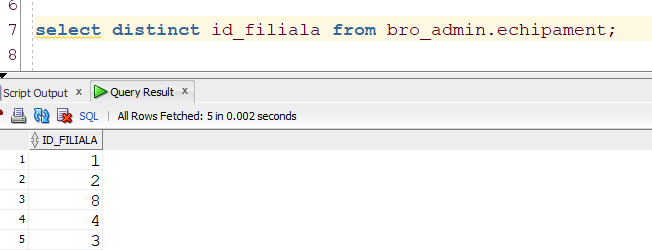 6
7 select distinct id_filiala from bro_admin.echipament;
8
Script Output x Query Result x
SQL | All Rows Fetched: 5 in 0.002 seconds
ID_FILIALA
1 1
2 2
3 8
4 4
5 3